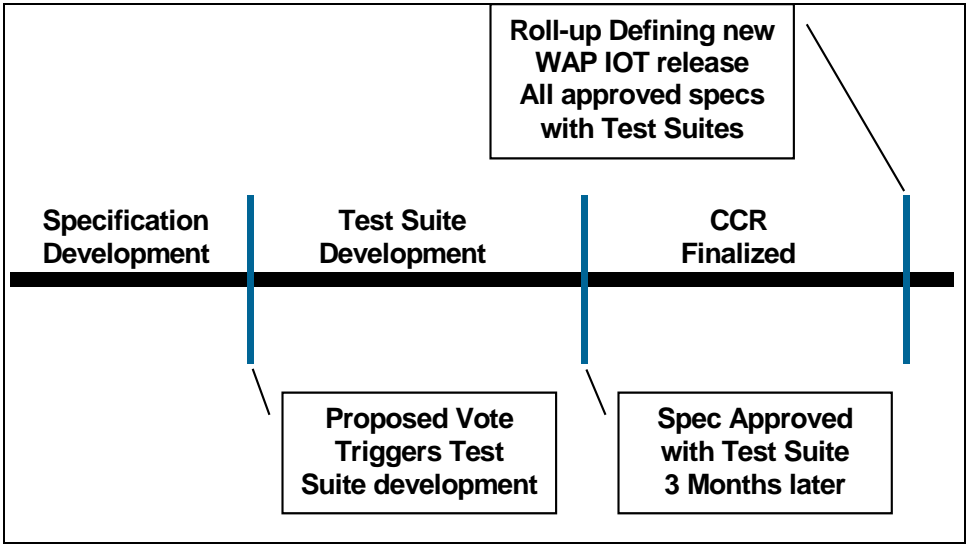 Roll-up Defining new
WAP IOT release
All approved specs
with Test Suites
Specification
Development
Test Suite
Development
CCR
Finalized
Proposed Vote
Triggers Test
Suite development
Spec Approved
with Test Suite
3 Months later